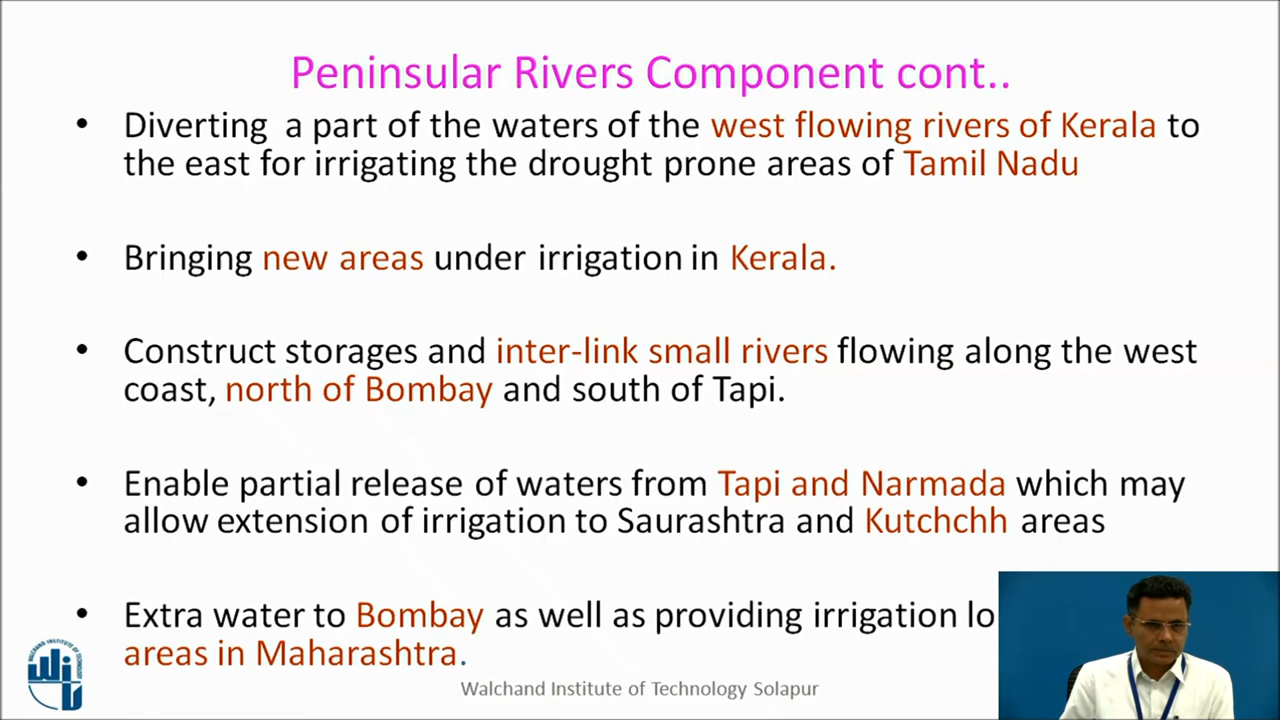 Peninsular Rivers Component cont..
• Diverting a part of the waters of the west flowing rivers of Kerala to
the east for irrigating the drought prone areas of Tamil Nadu
• Bringing new areas under irrigation in Kerala.
• Construct storages and inter-link small rivers flowing along the west
coast, north of Bombay and south of Tapi.
• Enable partial release of waters from Tapi and Narmada which may
allow extension of irrigation to Saurashtra and Kutchchh areas
• Extra water to Bombay as well as providing irrigation
areas in Maharashtra.
WIT
Walchand Institute of Technology Solapur